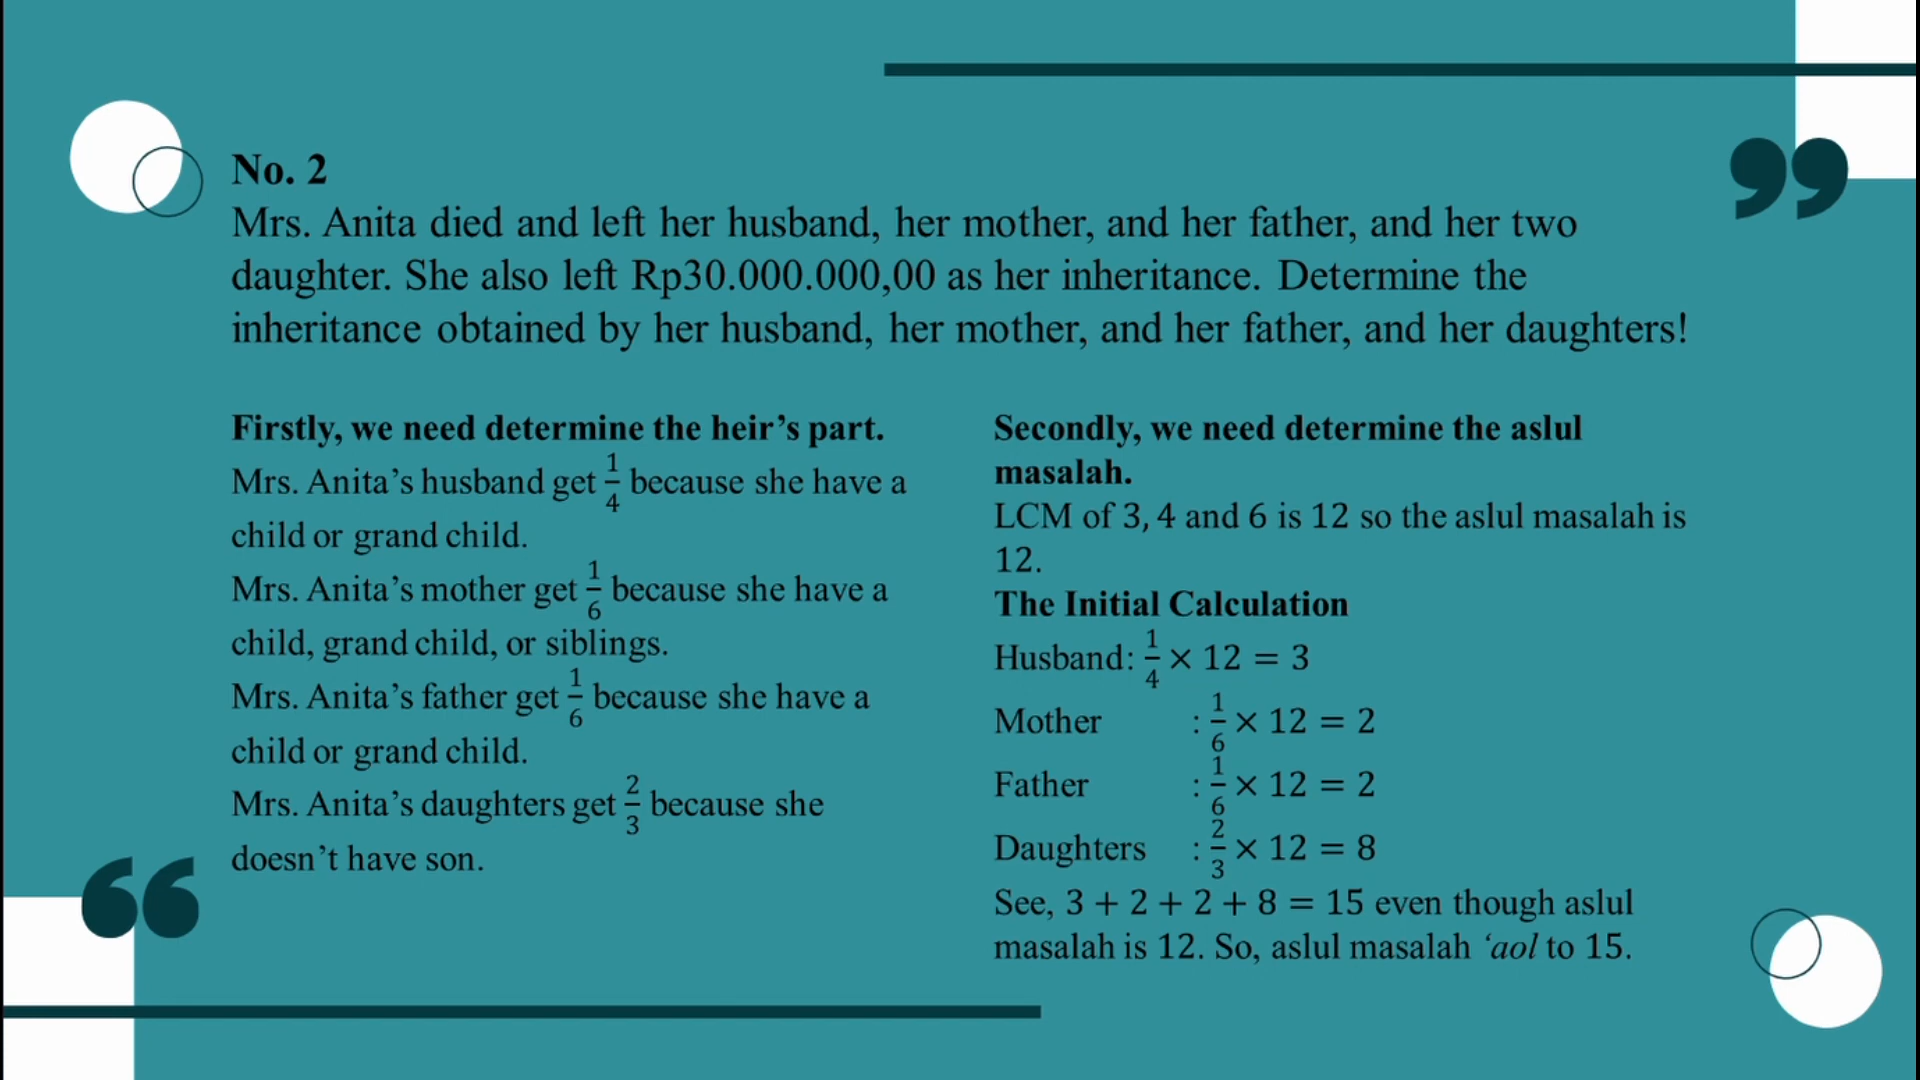 No. 2
Mrs. Anita died and left her husband, her mother, and her father, and her two
daughter. She also left Rp30.000.000,00 as her inheritance. Determine the
inheritance obtained by her husband, her mother, and her father, and her daughters!
Firstly, we need determine the heir’s part.
Mrs. Anita’s husband get 1/4 because she have a
child or grand child.
Mrs. Anita’s mother get 1/6 because she have a
child, grand child, or siblings.
Mrs. Anita’s father get 1/6 because she have a
child or grand child.
Mrs. Anita’s daughters get 2/3 because she
doesn’t have son.
Secondly, we need determine the aslul
masalah.
LCM of 3, 4 and 6 is 12 so the aslul masalah is
12.
The Initial Calculation
Husband: 1/4 × 12 = 3
Mother : 1/6 × 12 = 2
Father : 1/6 × 12 = 2
Daughters : 2/3 × 12 = 8
See, 3 + 2 + 2 + 8 = 15 even though aslul
masalah is 12. So, aslul masalah ‘aol to 15.